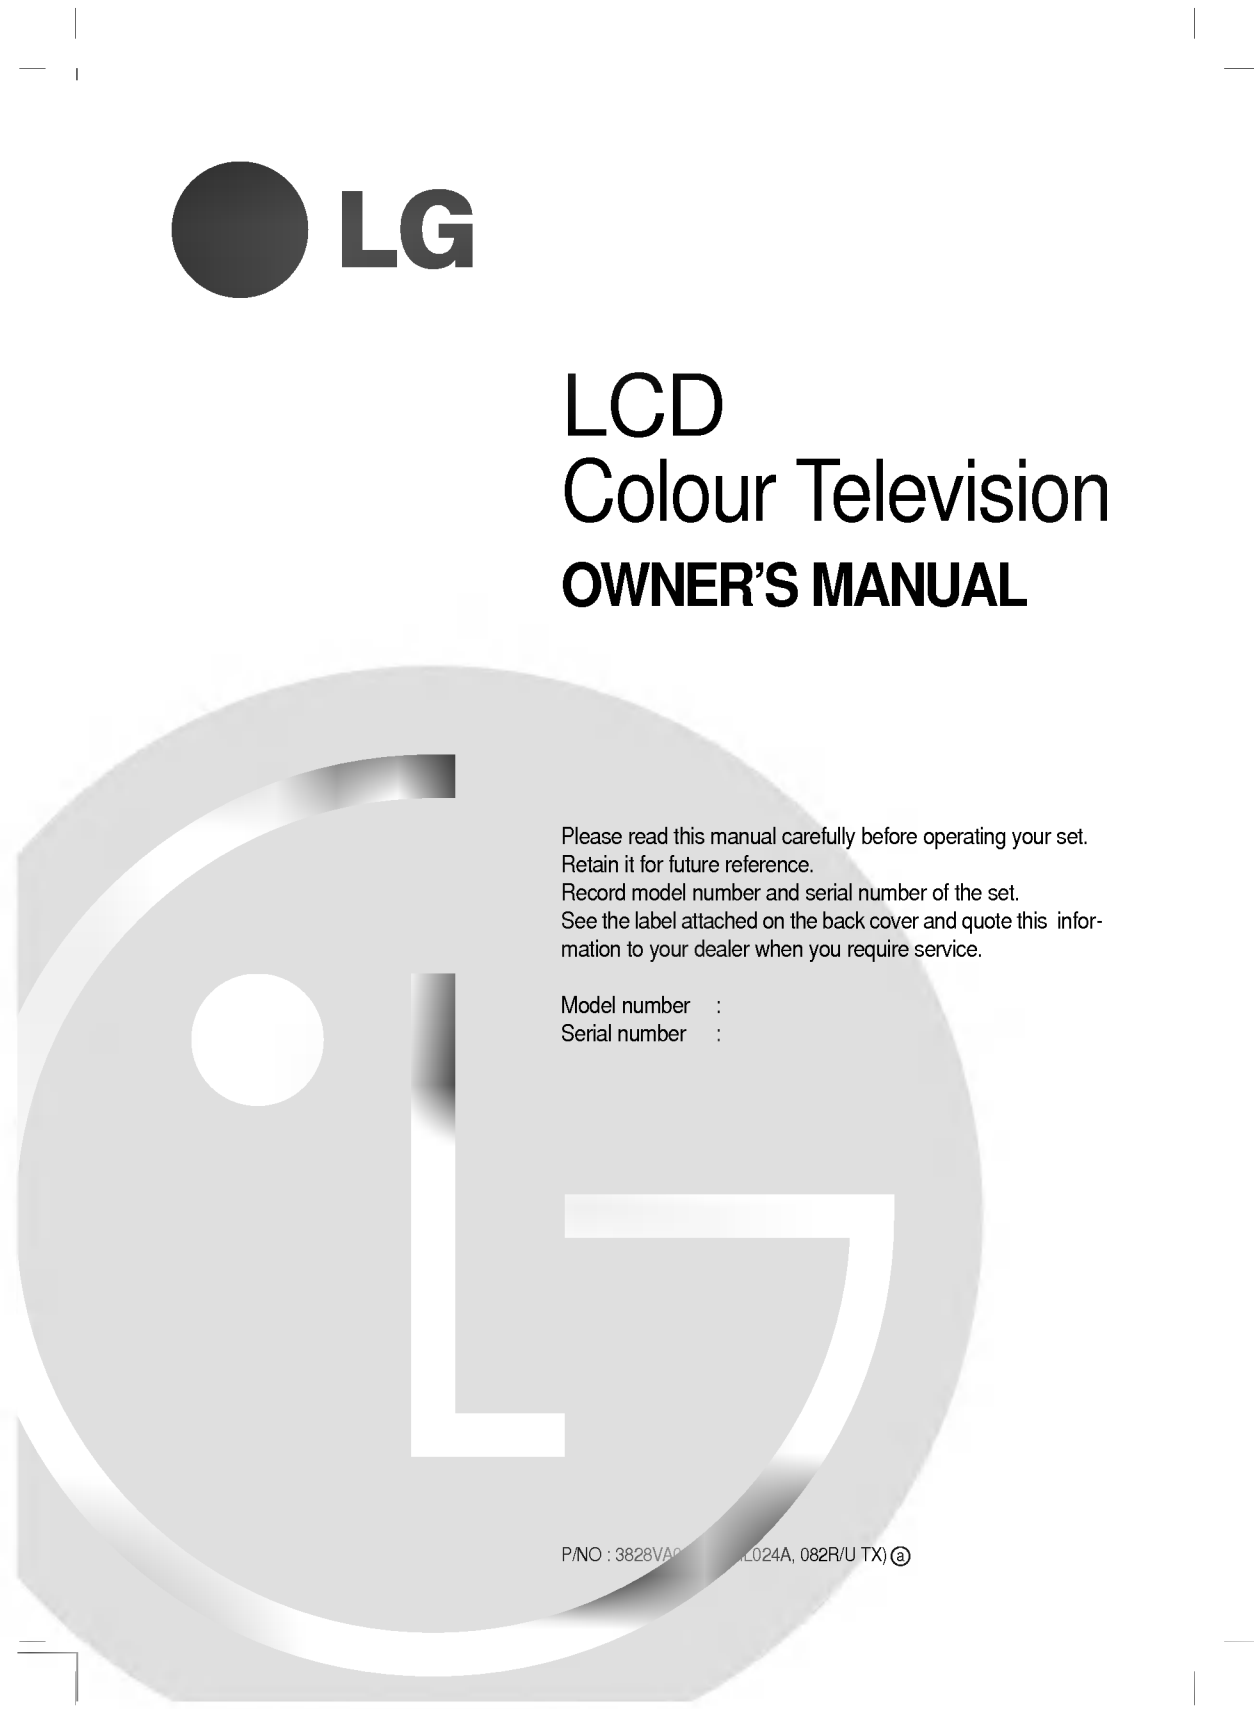 LG
LCD
Colour Television
OWNER'S MANUAL
Please read this manual carefully before operating your set.
Retain it for future reference.
Record model number and serial number of the set.
See the label attached on the back cover and quote this infor-
mation to your dealer when you require service.
Model number :
Serial number :
P/NO : 082R/U TX) ⓐ